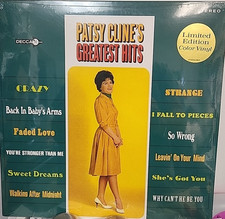 STEREO
DECCA
PATSY CLINE'S
GREATEST HITS
Limited
Edition
Color Vinyl
CRAZY
Back In Baby's Arms
Faded Love
YOU'RE STRONGER THAN ME
Sweet Dreams
Walking After Midnight
STRANGE
I FALL TO PIECES
So Wrong
Leavin' On Your Mind
She's Got You
WHY CAN'T HE BE YOU